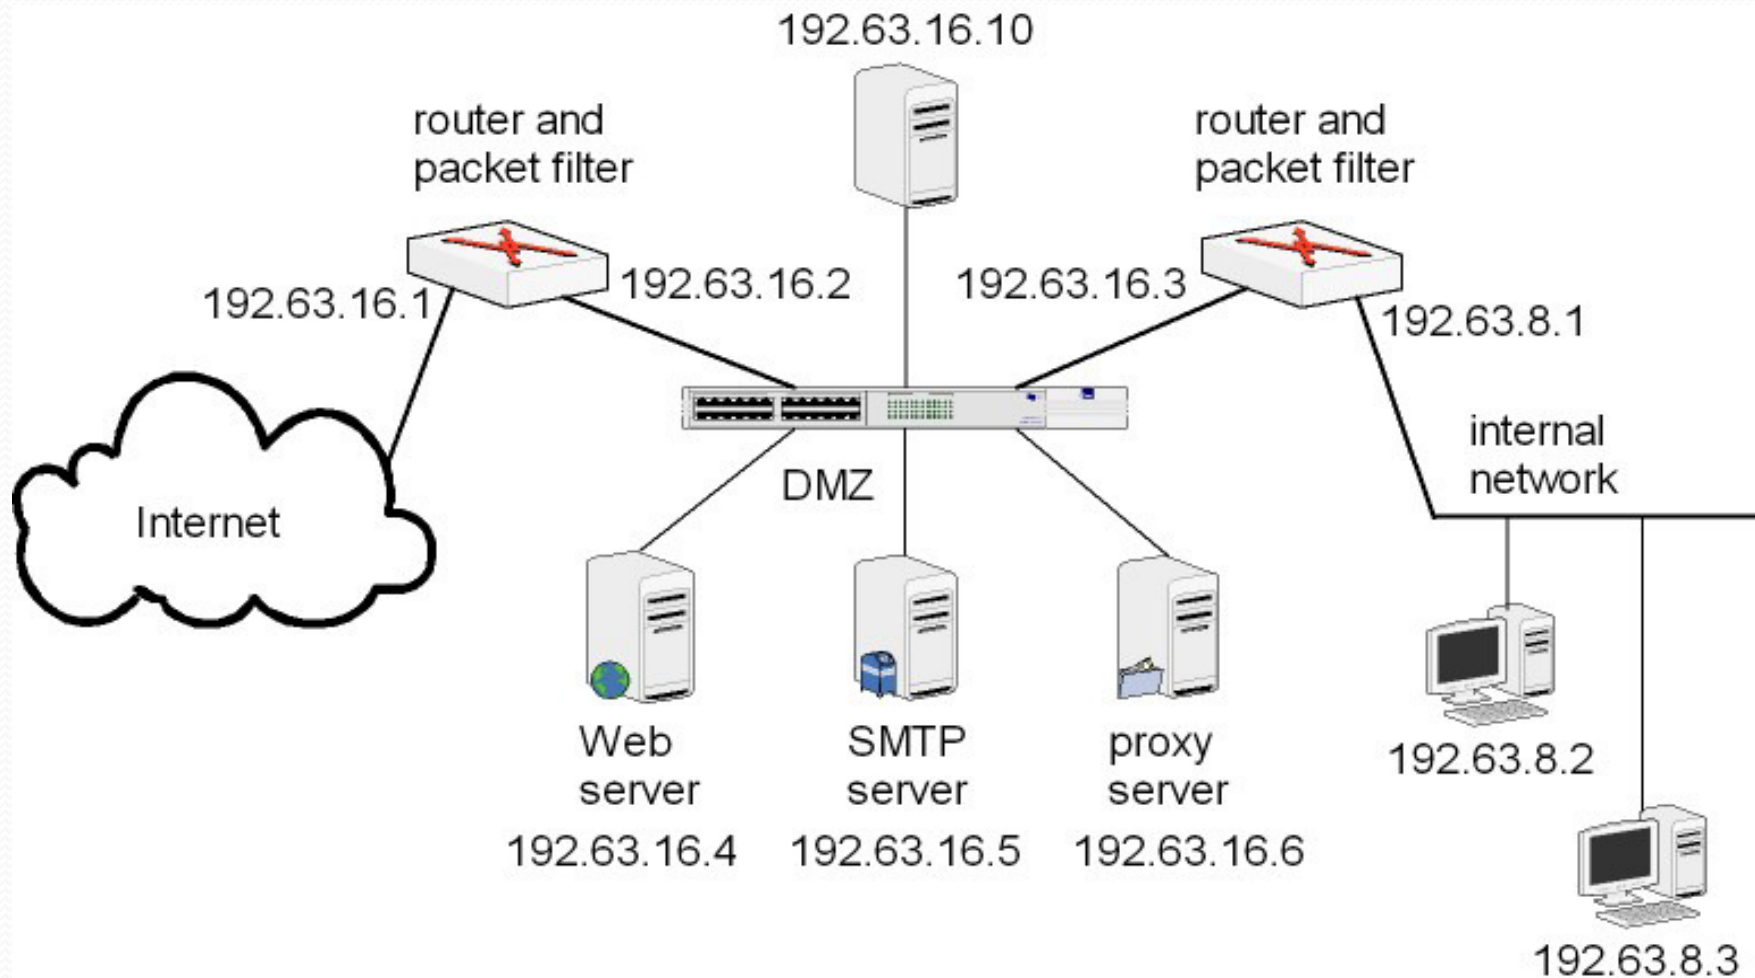 192.63.16.10
router and
packet filter
router and
packet filter
192.63.16.1
192.63.16.2
192.63.16.3
192.63.8.1
internal
network
DMZ
Internet
Web
server
192.63.16.4
SMTP
server
192.63.16.5
proxy
server
192.63.16.6
192.63.8.2
192.63.8.3